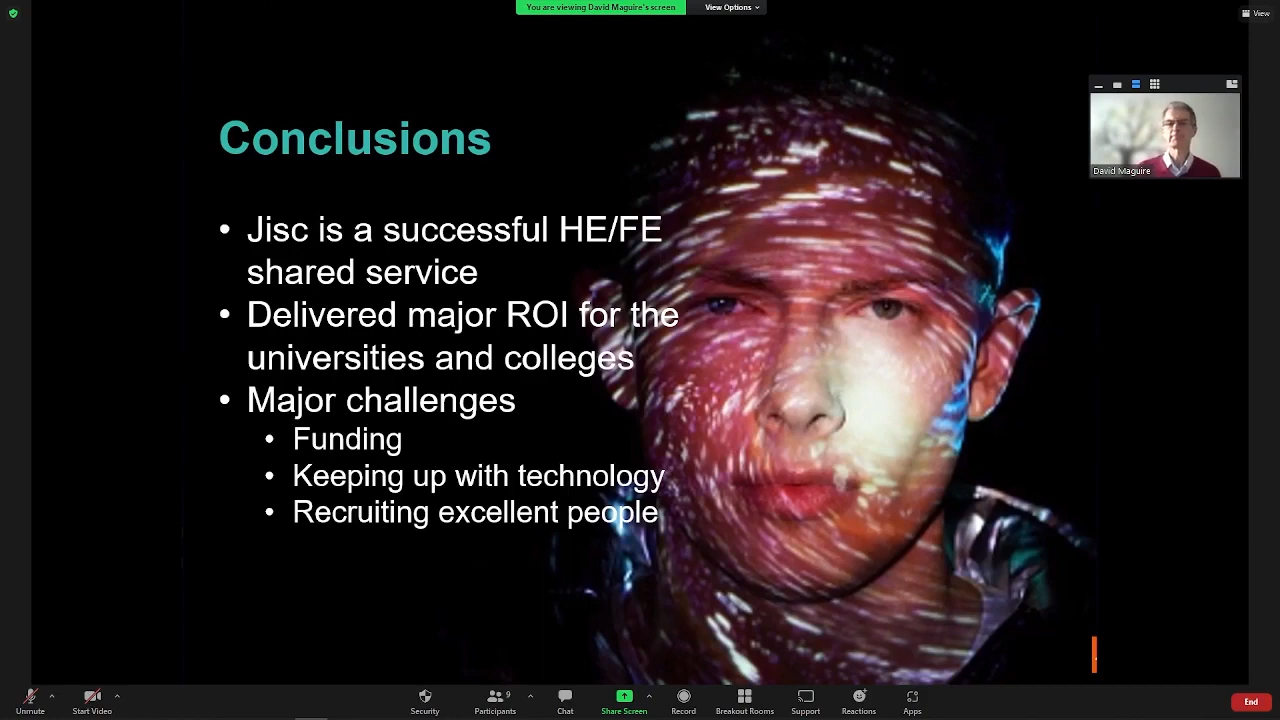 You are viewing David Maguire's screen
View Options
View
Conclusions
David Maguire
• Jisc is a successful HE/FE
shared service
• Delivered major ROI for the
universities and colleges
• Major challenges
• Funding
• Keeping up with technology
• Recruiting excellent people
Unmute
Start Video
Security
9
Participants
Chat
Share Screen
Record
Breakout Rooms
Support
Reactions
Apps
End